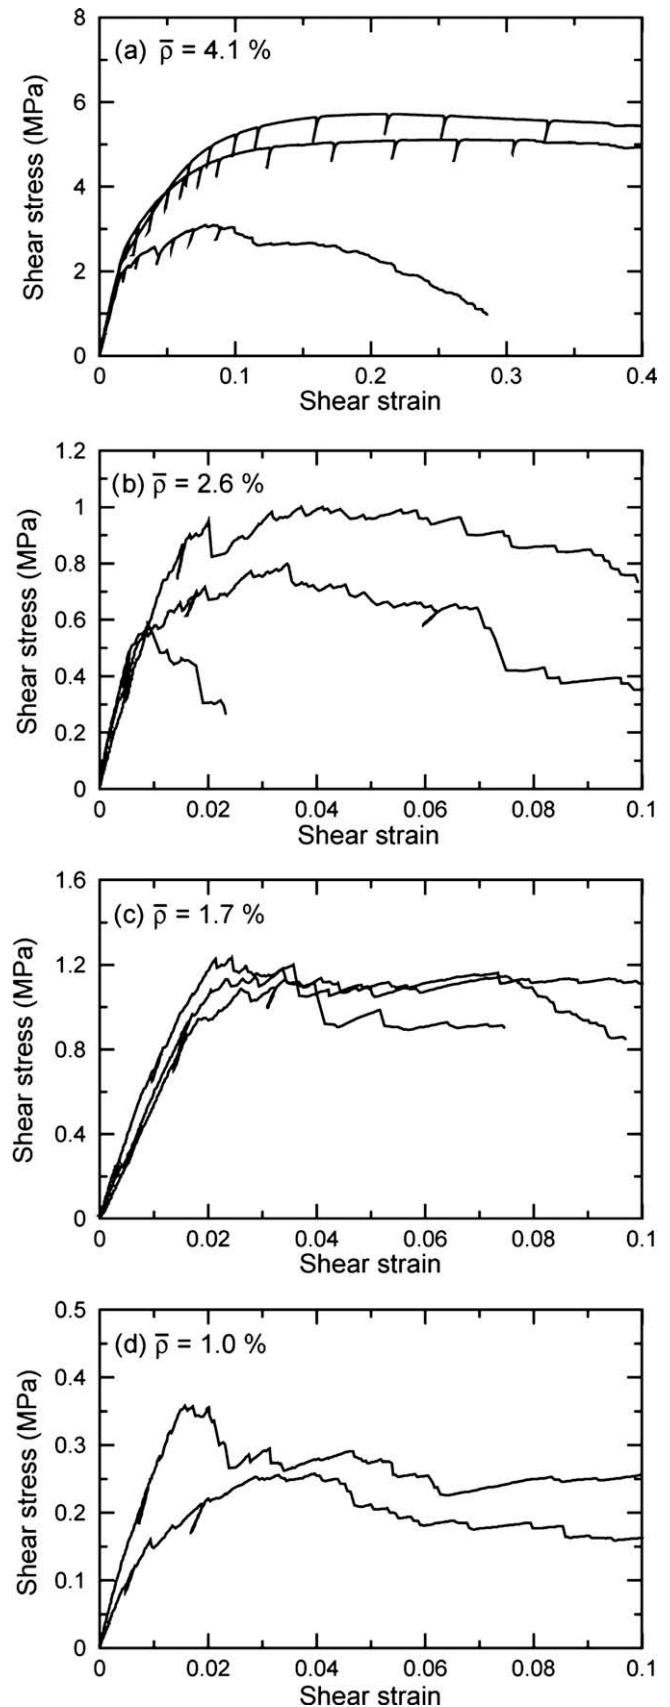 (a) ρ̄ = 4.1 %
8
6
4
2
0
Shear stress (MPa)
0 0.1 0.2 0.3 0.4
Shear strain
(b) ρ̄ = 2.6 %
1.2
1
0.8
0.6
0.4
0.2
0
Shear stress (MPa)
0 0.02 0.04 0.06 0.08 0.1
Shear strain
(c) ρ̄ = 1.7 %
1.6
1.2
0.8
0.4
0
Shear stress (MPa)
0 0.02 0.04 0.06 0.08 0.1
Shear strain
(d) ρ̄ = 1.0 %
0.5
0.4
0.3
0.2
0.1
0
Shear stress (MPa)
0 0.02 0.04 0.06 0.08 0.1
Shear strain